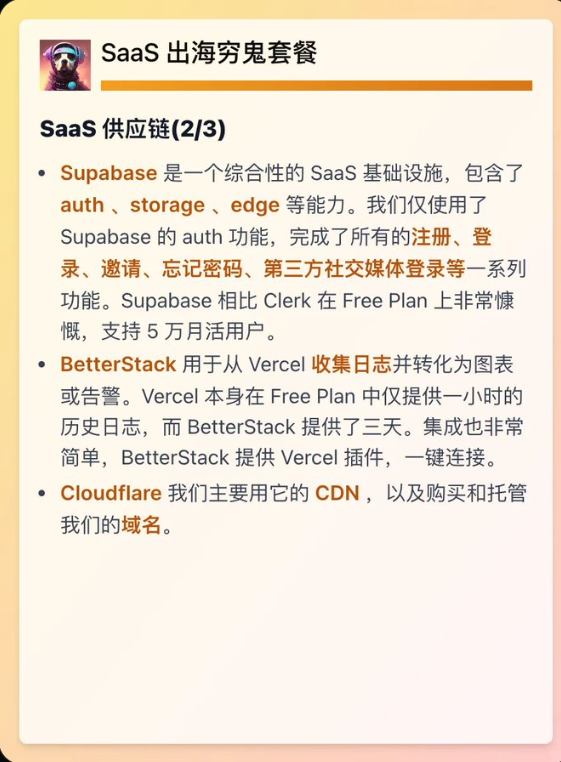 SaaS 出海穷鬼套餐
SaaS 供应链(2/3)
• Supabase 是一个综合性的 SaaS 基础设施，包含了
auth 、storage 、edge 等能力。我们仅使用了
Supabase 的 auth 功能，完成了所有的注册、登
录、邀请、忘记密码、第三方社交媒体登录等一系列
功能。Supabase 相比 Clerk 在 Free Plan 上非常慷
慨，支持 5 万月活用户。
• BetterStack 用于从 Vercel 收集日志并转化为图表
或告警。Vercel 本身在 Free Plan 中仅提供一小时的
历史日志，而 BetterStack 提供了三天。集成也非常
简单，BetterStack 提供 Vercel 插件，一键连接。
• Cloudflare 我们主要用它的 CDN ，以及购买和托管
我们的域名。